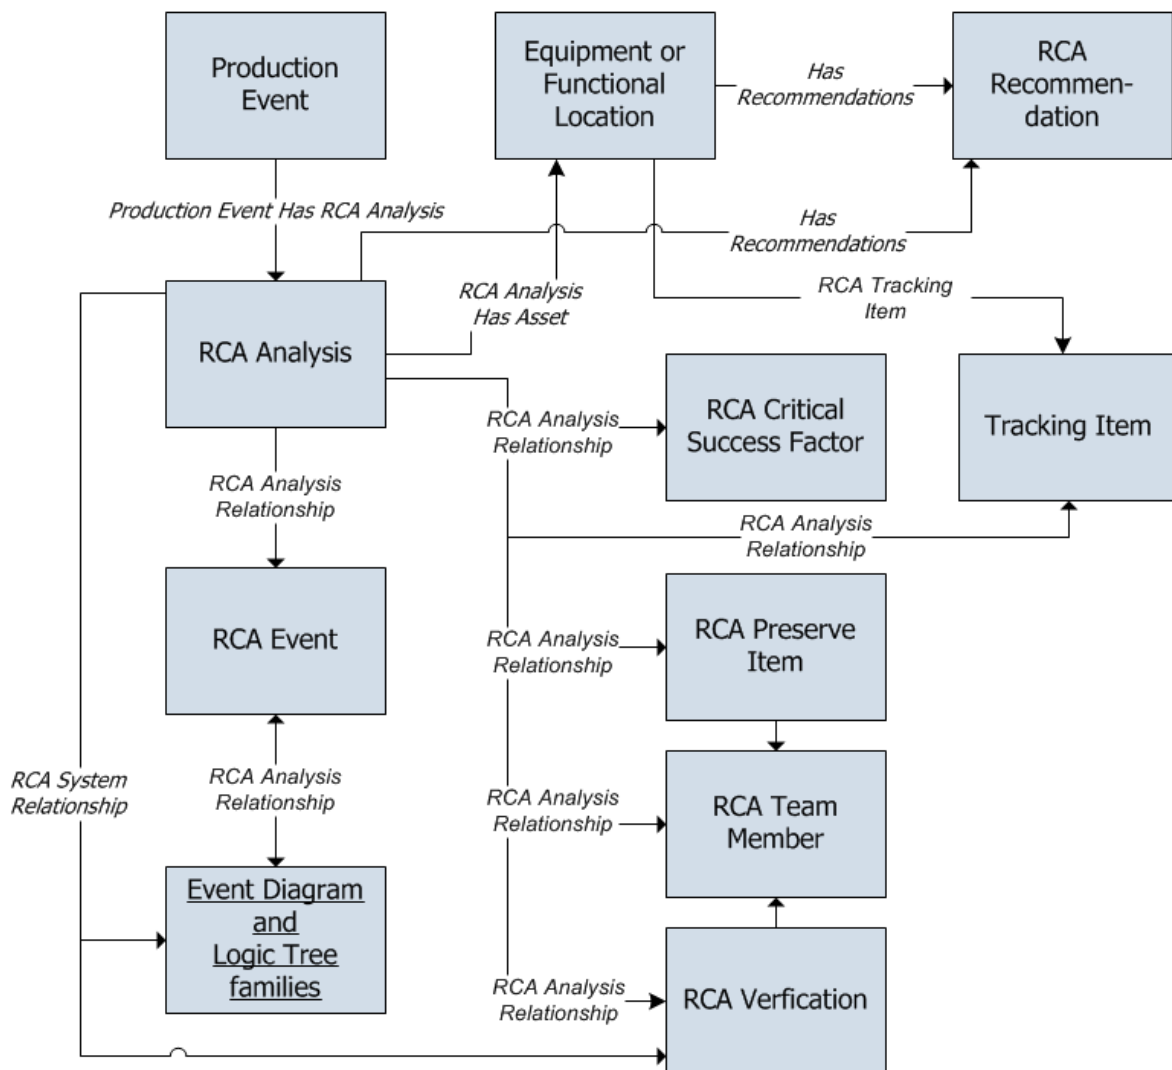 Production
Event
Equipment or
Functional
Location
Has
Recommendations
RCA
Recommen-
dation
Production Event Has RCA Analysis
Has
Recommendations
RCA Analysis
Has Asset
RCA Tracking
Item
RCA Analysis
RCA Analysis
Relationship
RCA Critical
Success Factor
Tracking Item
RCA Analysis
Relationship
RCA Analysis
Relationship
RCA Event
RCA Analysis
Relationship
RCA Preserve
Item
RCA System
Relationship
RCA Analysis
Relationship
RCA Analysis
Relationship
RCA Team
Member
Event Diagram
and
Logic Tree
families
RCA Analysis
Relationship
RCA Verfication